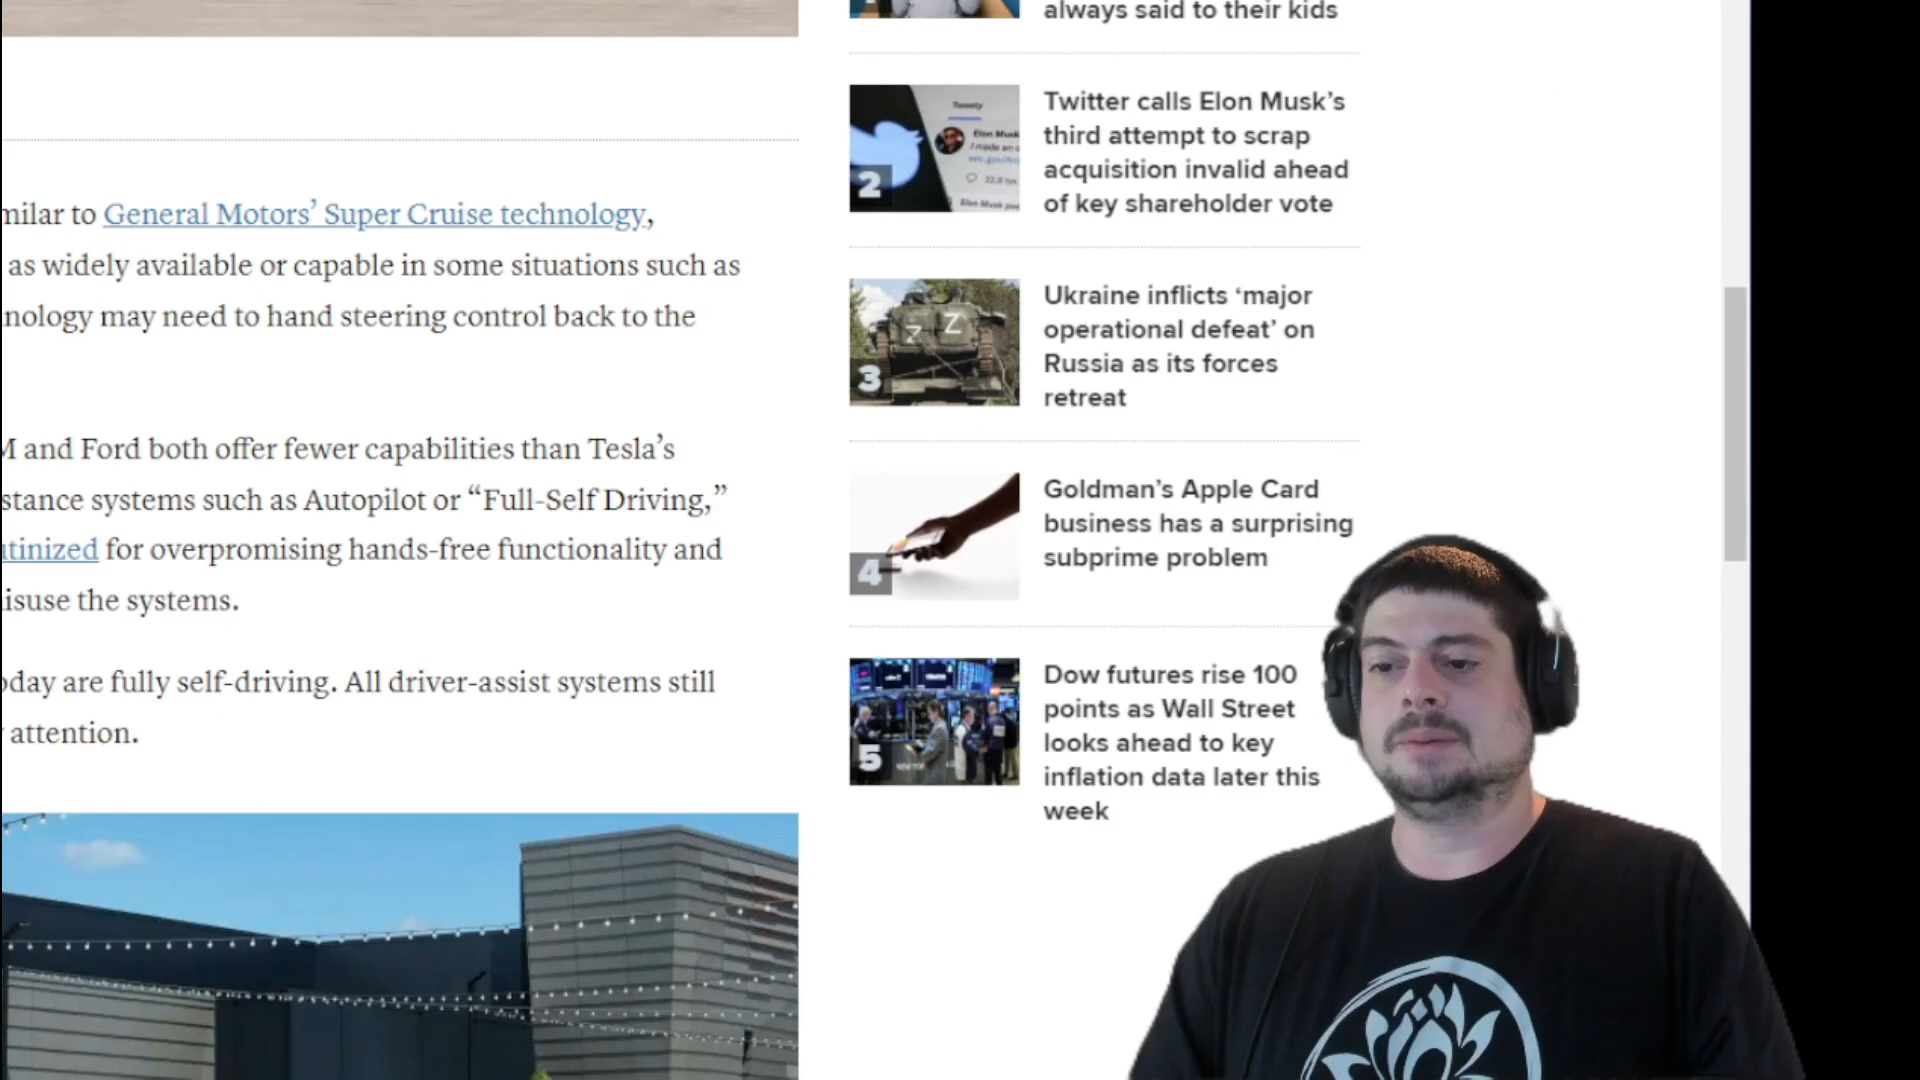 milar to General Motors’ Super Cruise technology,
as widely available or capable in some situations such as
nology may need to hand steering control back to the
M and Ford both offer fewer capabilities than Tesla’s
stance systems such as Autopilot or “Full-Self Driving,”
utinized for overpromising hands-free functionality and
isuse the systems.
oday are fully self-driving. All driver-assist systems still
attention.
always said to their kids
2
Elon Musk
Twitter calls Elon Musk’s
third attempt to scrap
acquisition invalid ahead
of key shareholder vote
3
Z Z
Ukraine inflicts ‘major
operational defeat’ on
Russia as its forces
retreat
4
Goldman’s Apple Card
business has a surprising
subprime problem
5
Dow futures rise 100
points as Wall Street
looks ahead to key
inflation data later this
week